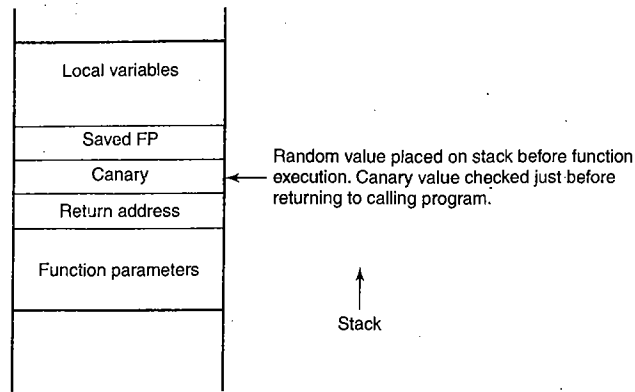 Local variables
Saved FP
Canary
Return address
Function parameters
Random value placed on stack before function
execution. Canary value checked just before
returning to calling program.
Stack